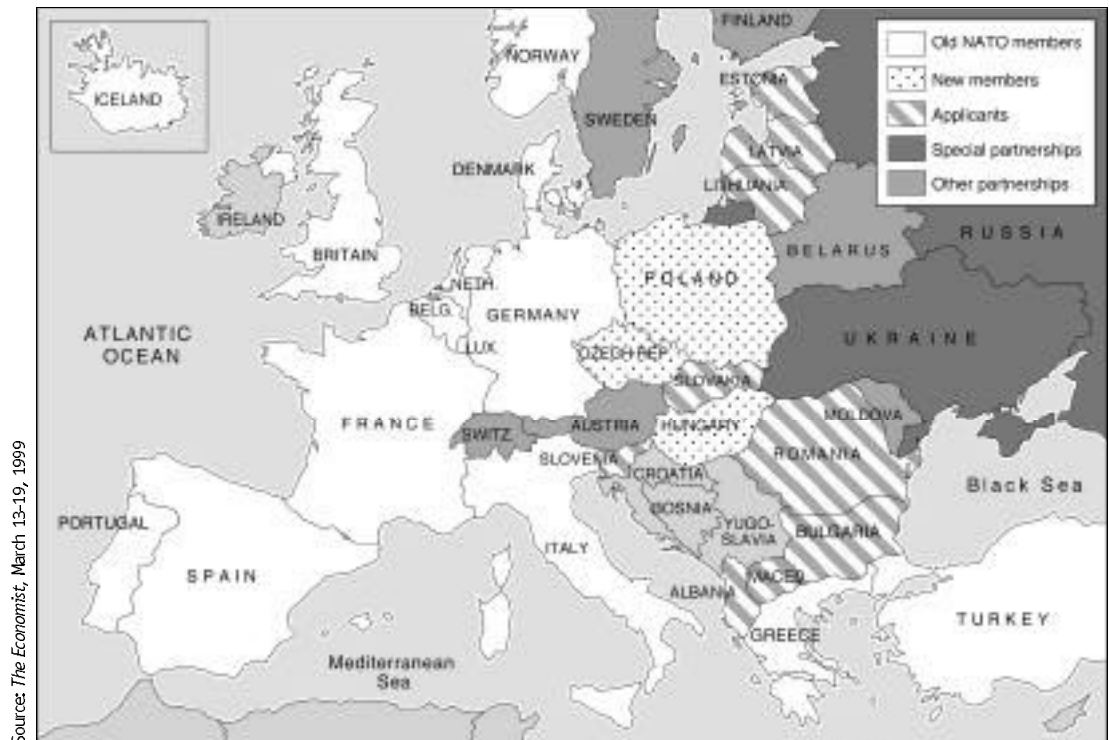 ICELAND
NORWAY
FINLAND
SWEDEN
ESTONIA
LATVIA
LITHUANIA
Old NATO members
New members
Applicants
Special partnerships
Other partnerships
DENMARK
IRELAND
BRITAIN
NETH.
BELG.
LUX.
GERMANY
POLAND
BELARUS
RUSSIA
ATLANTIC
OCEAN
CZECH REP.
SLOVAKIA
UKRAINE
FRANCE
SWITZ.
AUSTRIA
HUNGARY
MOLDOVA
SLOVENIA
CROATIA
ROMANIA
BOSNIA
YUGO-
SLAVIA
BULGARIA
Black Sea
PORTUGAL
SPAIN
ITALY
ALBANIA
MACED.
GREECE
TURKEY
Mediterranean
Sea
Source: The Economist, March 13-19, 1999